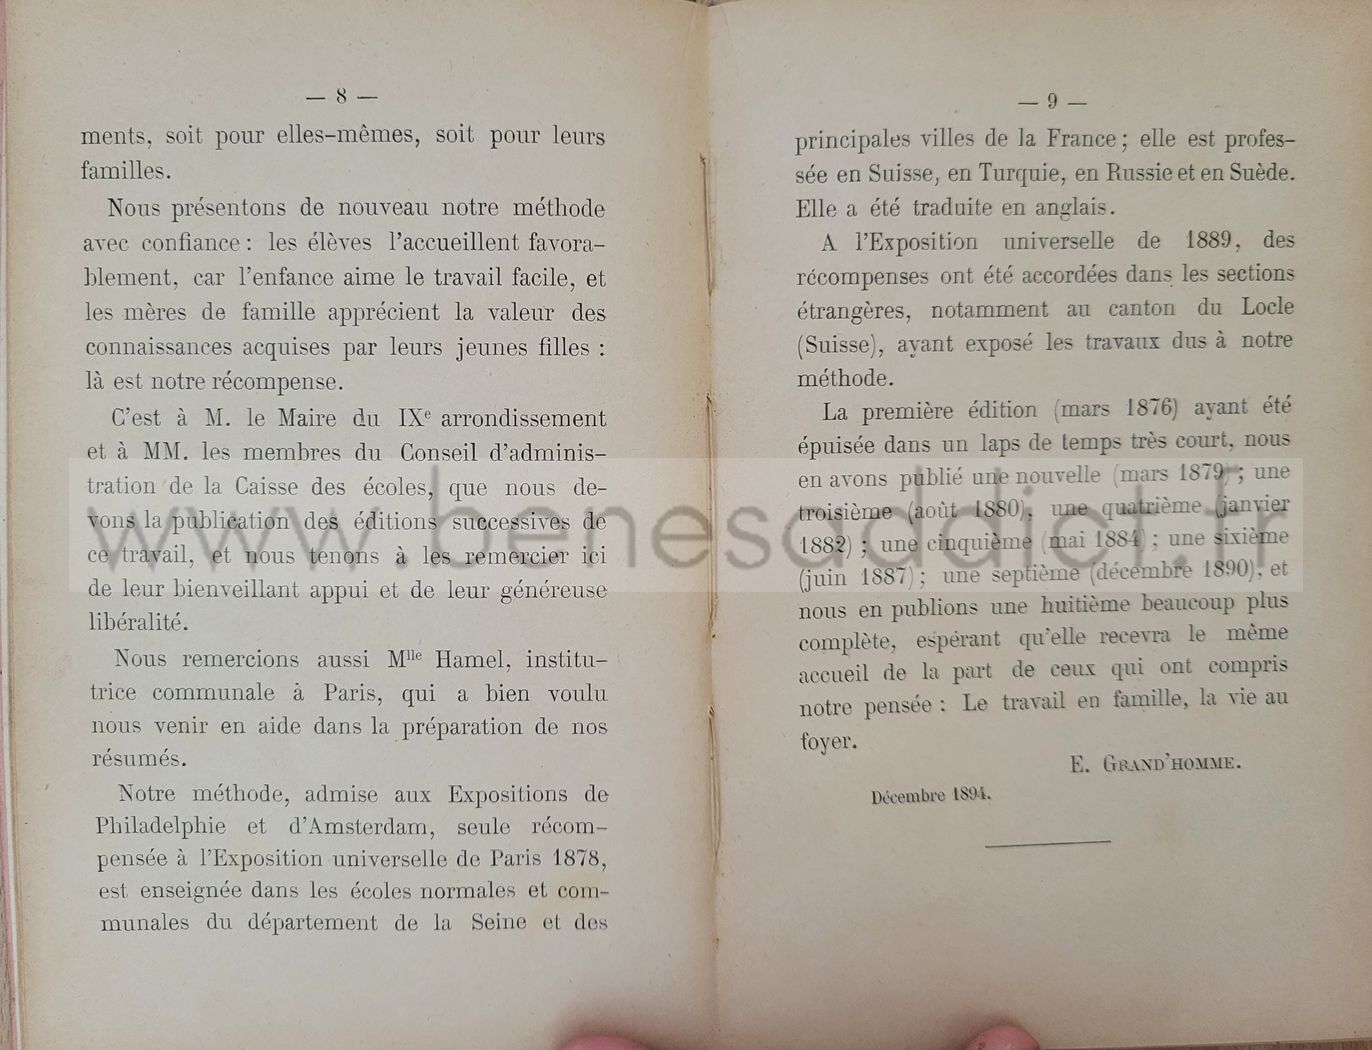 — 8 —
ments, soit pour elles-mêmes, soit pour leurs
familles.
Nous présentons de nouveau notre méthode
avec confiance : les élèves l'accueillent favora-
blement, car l'enfance aime le travail facile, et
les mères de famille apprécient la valeur des
connaissances acquises par leurs jeunes filles :
là est notre récompense.
C'est à M. le Maire du IXe arrondissement
et à MM. les membres du Conseil d'adminis-
tration de la Caisse des écoles, que nous de-
vons la publication des éditions successives de
ce travail, et nous tenons à les remercier ici
de leur bienveillant appui et de leur généreuse
libéralité.
Nous remercions aussi Mlle Hamel, institu-
trice communale à Paris, qui a bien voulu
nous venir en aide dans la préparation de nos
résumés.
Notre méthode, admise aux Expositions de
Philadelphie et d'Amsterdam, seule récom-
pensée à l'Exposition universelle de Paris 1878,
est enseignée dans les écoles normales et com-
munales du département de la Seine et des
— 9 —
principales villes de la France ; elle est profes-
sée en Suisse, en Turquie, en Russie et en Suède.
Elle a été traduite en anglais.
A l'Exposition universelle de 1889, des
récompenses ont été accordées dans les sections
étrangères, notamment au canton du Locle
(Suisse), ayant exposé les travaux dus à notre
méthode.
La première édition (mars 1876) ayant été
épuisée dans un laps de temps très court, nous
en avons publié une nouvelle (mars 1879) ; une
troisième (août 1880), une quatrième (janvier
1882) ; une cinquième (mai 1884) ; une sixième
(juin 1887) ; une septième (décembre 1890), et
nous en publions une huitième beaucoup plus
complète, espérant qu'elle recevra le même
accueil de la part de ceux qui ont compris
notre pensée : Le travail en famille, la vie au
foyer.
E. GRAND'HOMME.
Décembre 1894.
www.benesaddict.fr